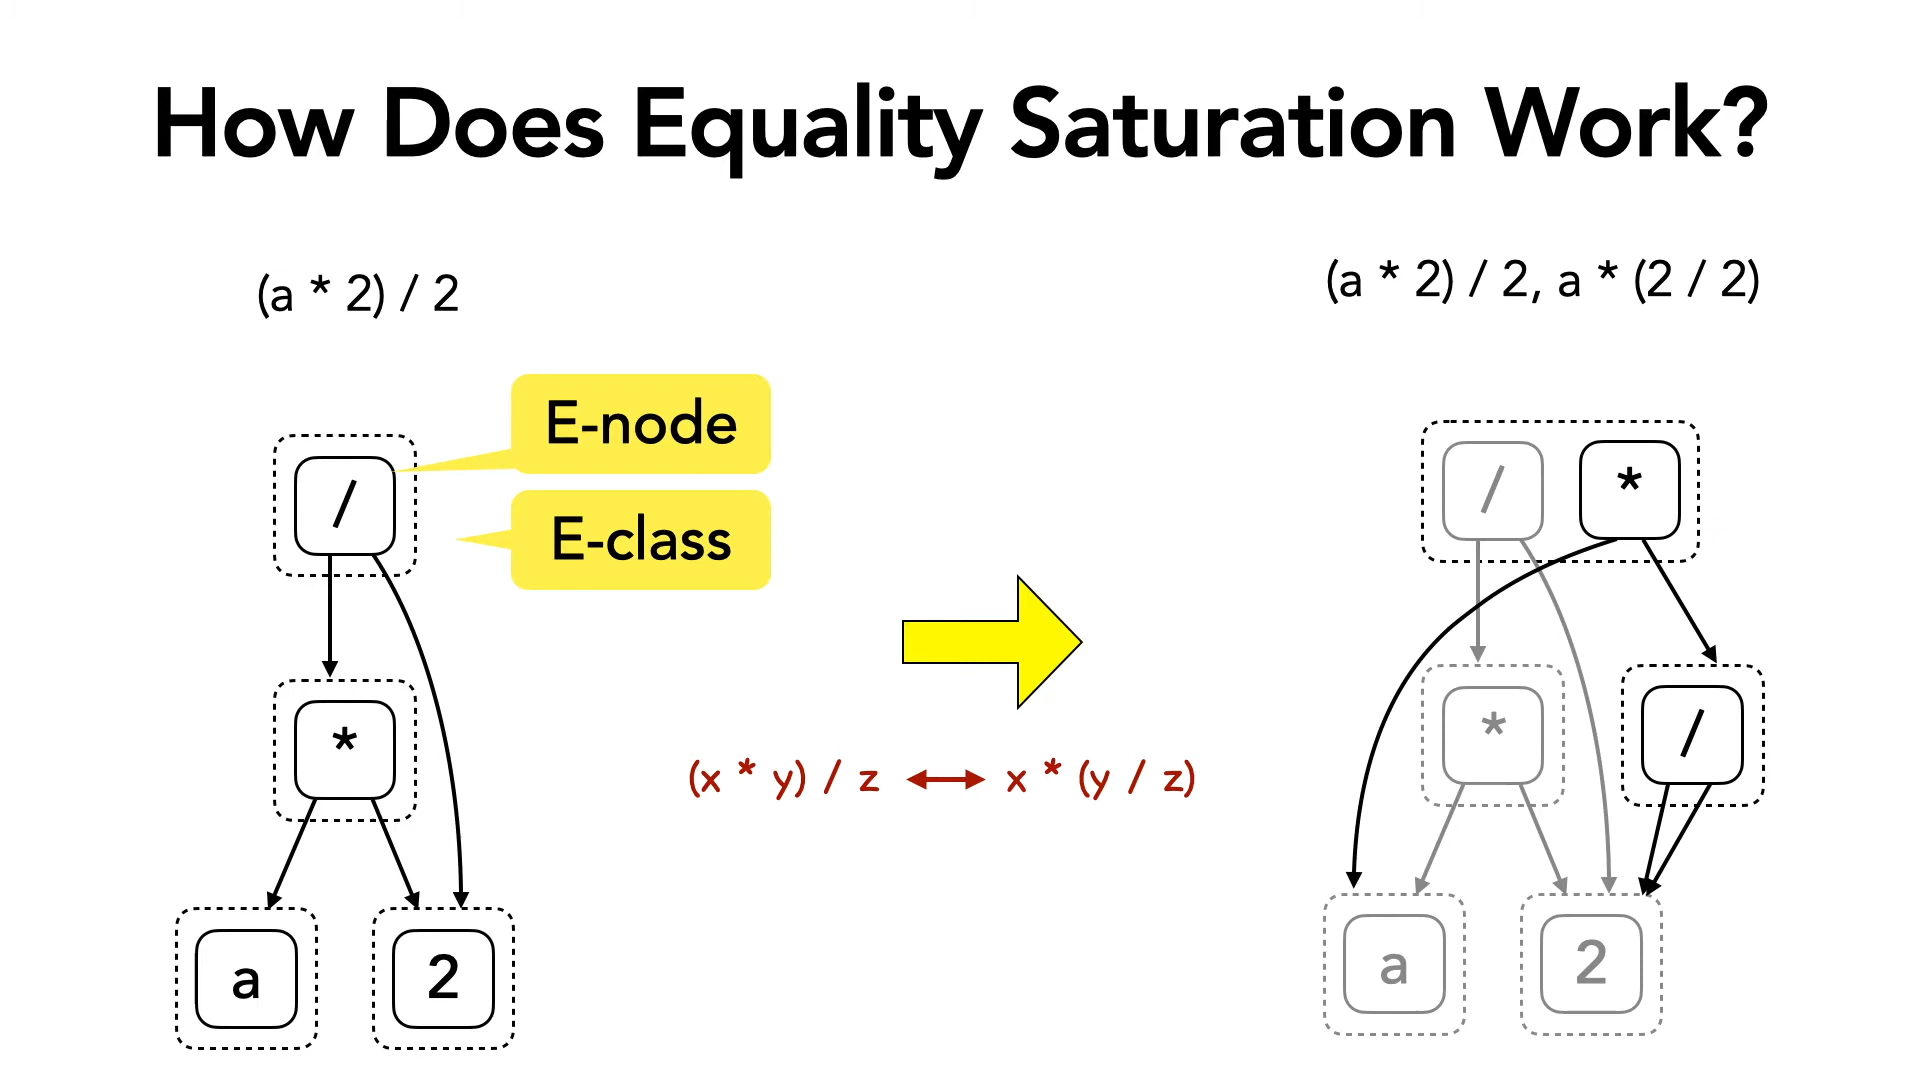 How Does Equality Saturation Work?
(a * 2) / 2
(a * 2) / 2, a * (2 / 2)
E-node
E-class
/
*
a
2
(x * y) / z ↔ x * (y / z)
/ *
* /
a
2